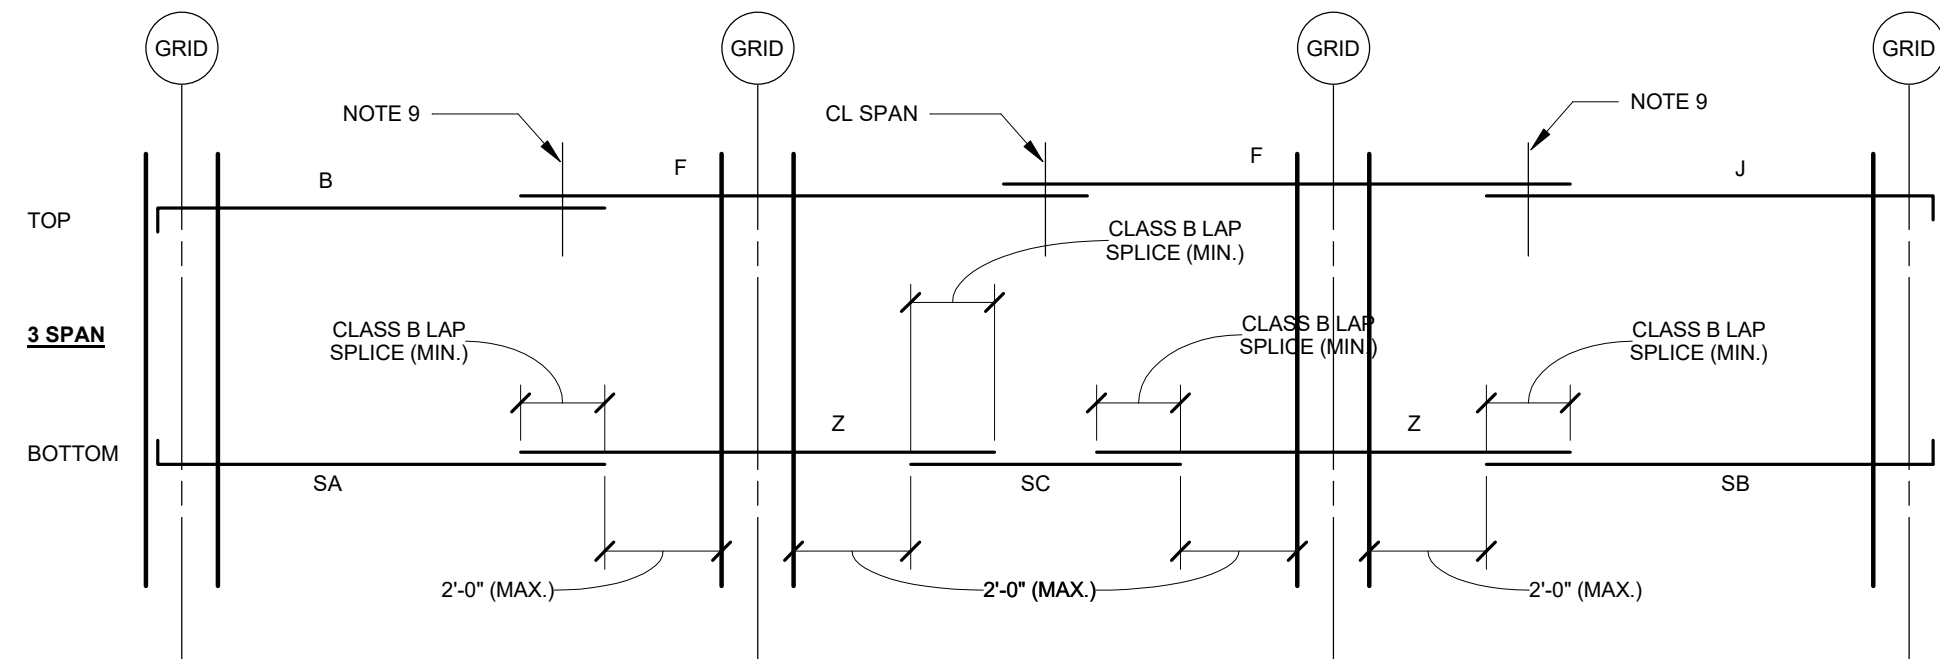 GRID
GRID
GRID
GRID
NOTE 9
CL SPAN
NOTE 9
B
F
F
J
TOP
CLASS B LAP
SPLICE (MIN.)
3 SPAN
CLASS B LAP
SPLICE (MIN.)
CLASS B LAP
SPLICE (MIN.)
CLASS B LAP
SPLICE (MIN.)
Z
Z
BOTTOM
SA
SC
SB
2'-0" (MAX.)
2'-0" (MAX.)
2'-0" (MAX.)